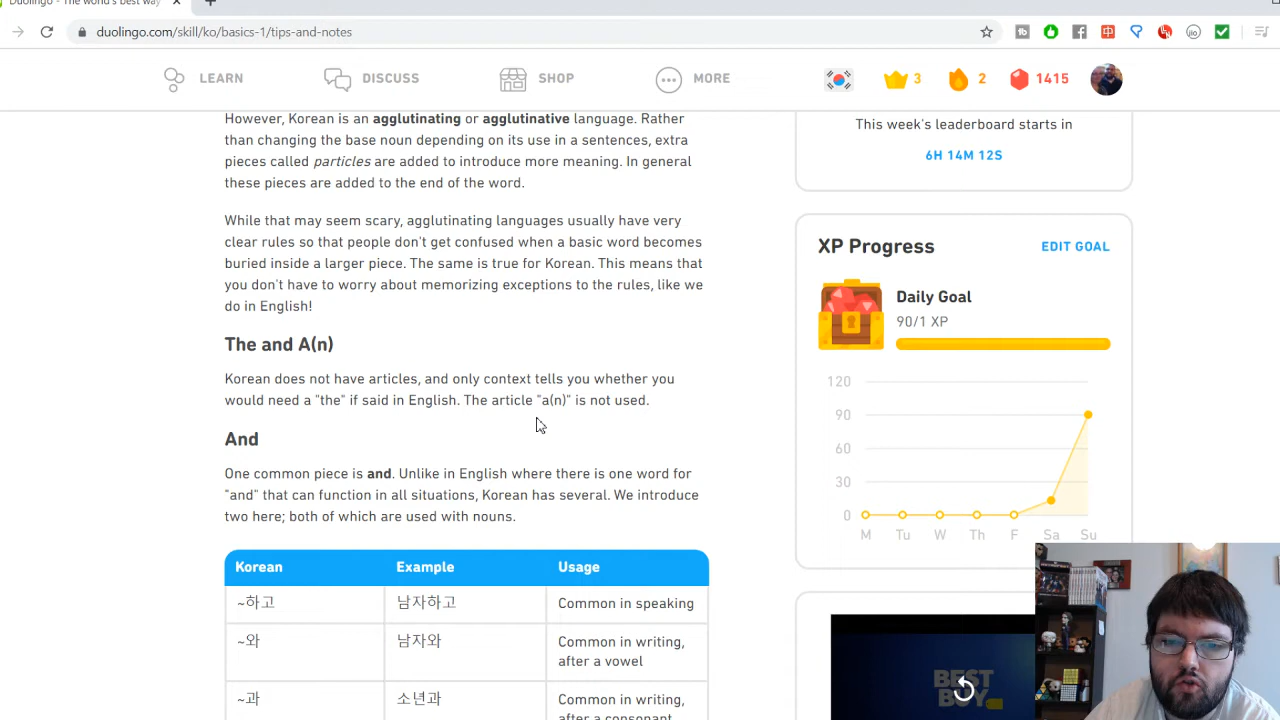 Duolingo - The world's best way
duolingo.com/skill/ko/basics-1/tips-and-notes
LEARN
DISCUSS
SHOP
MORE
3
2
1415
However, Korean is an agglutinating or agglutinative language. Rather
than changing the base noun depending on its use in a sentences, extra
pieces called particles are added to introduce more meaning. In general
these pieces are added to the end of the word.
While that may seem scary, agglutinating languages usually have very
clear rules so that people don't get confused when a basic word becomes
buried inside a larger piece. The same is true for Korean. This means that
you don't have to worry about memorizing exceptions to the rules, like we
do in English!
The and A(n)
Korean does not have articles, and only context tells you whether you
would need a "the" if said in English. The article "a(n)" is not used.
And
One common piece is and. Unlike in English where there is one word for
"and" that can function in all situations, Korean has several. We introduce
two here; both of which are used with nouns.
Korean Example Usage
~하고 남자하고 Common in speaking
~와 남자와 Common in writing,
after a vowel
~과 소년과 Common in writing,
after a consonant
This week's leaderboard starts in
6H 14M 12S
XP Progress
EDIT GOAL
Daily Goal
90/1 XP
120
90
60
30
0
M Tu W Th F Sa Su
BEST
BUY